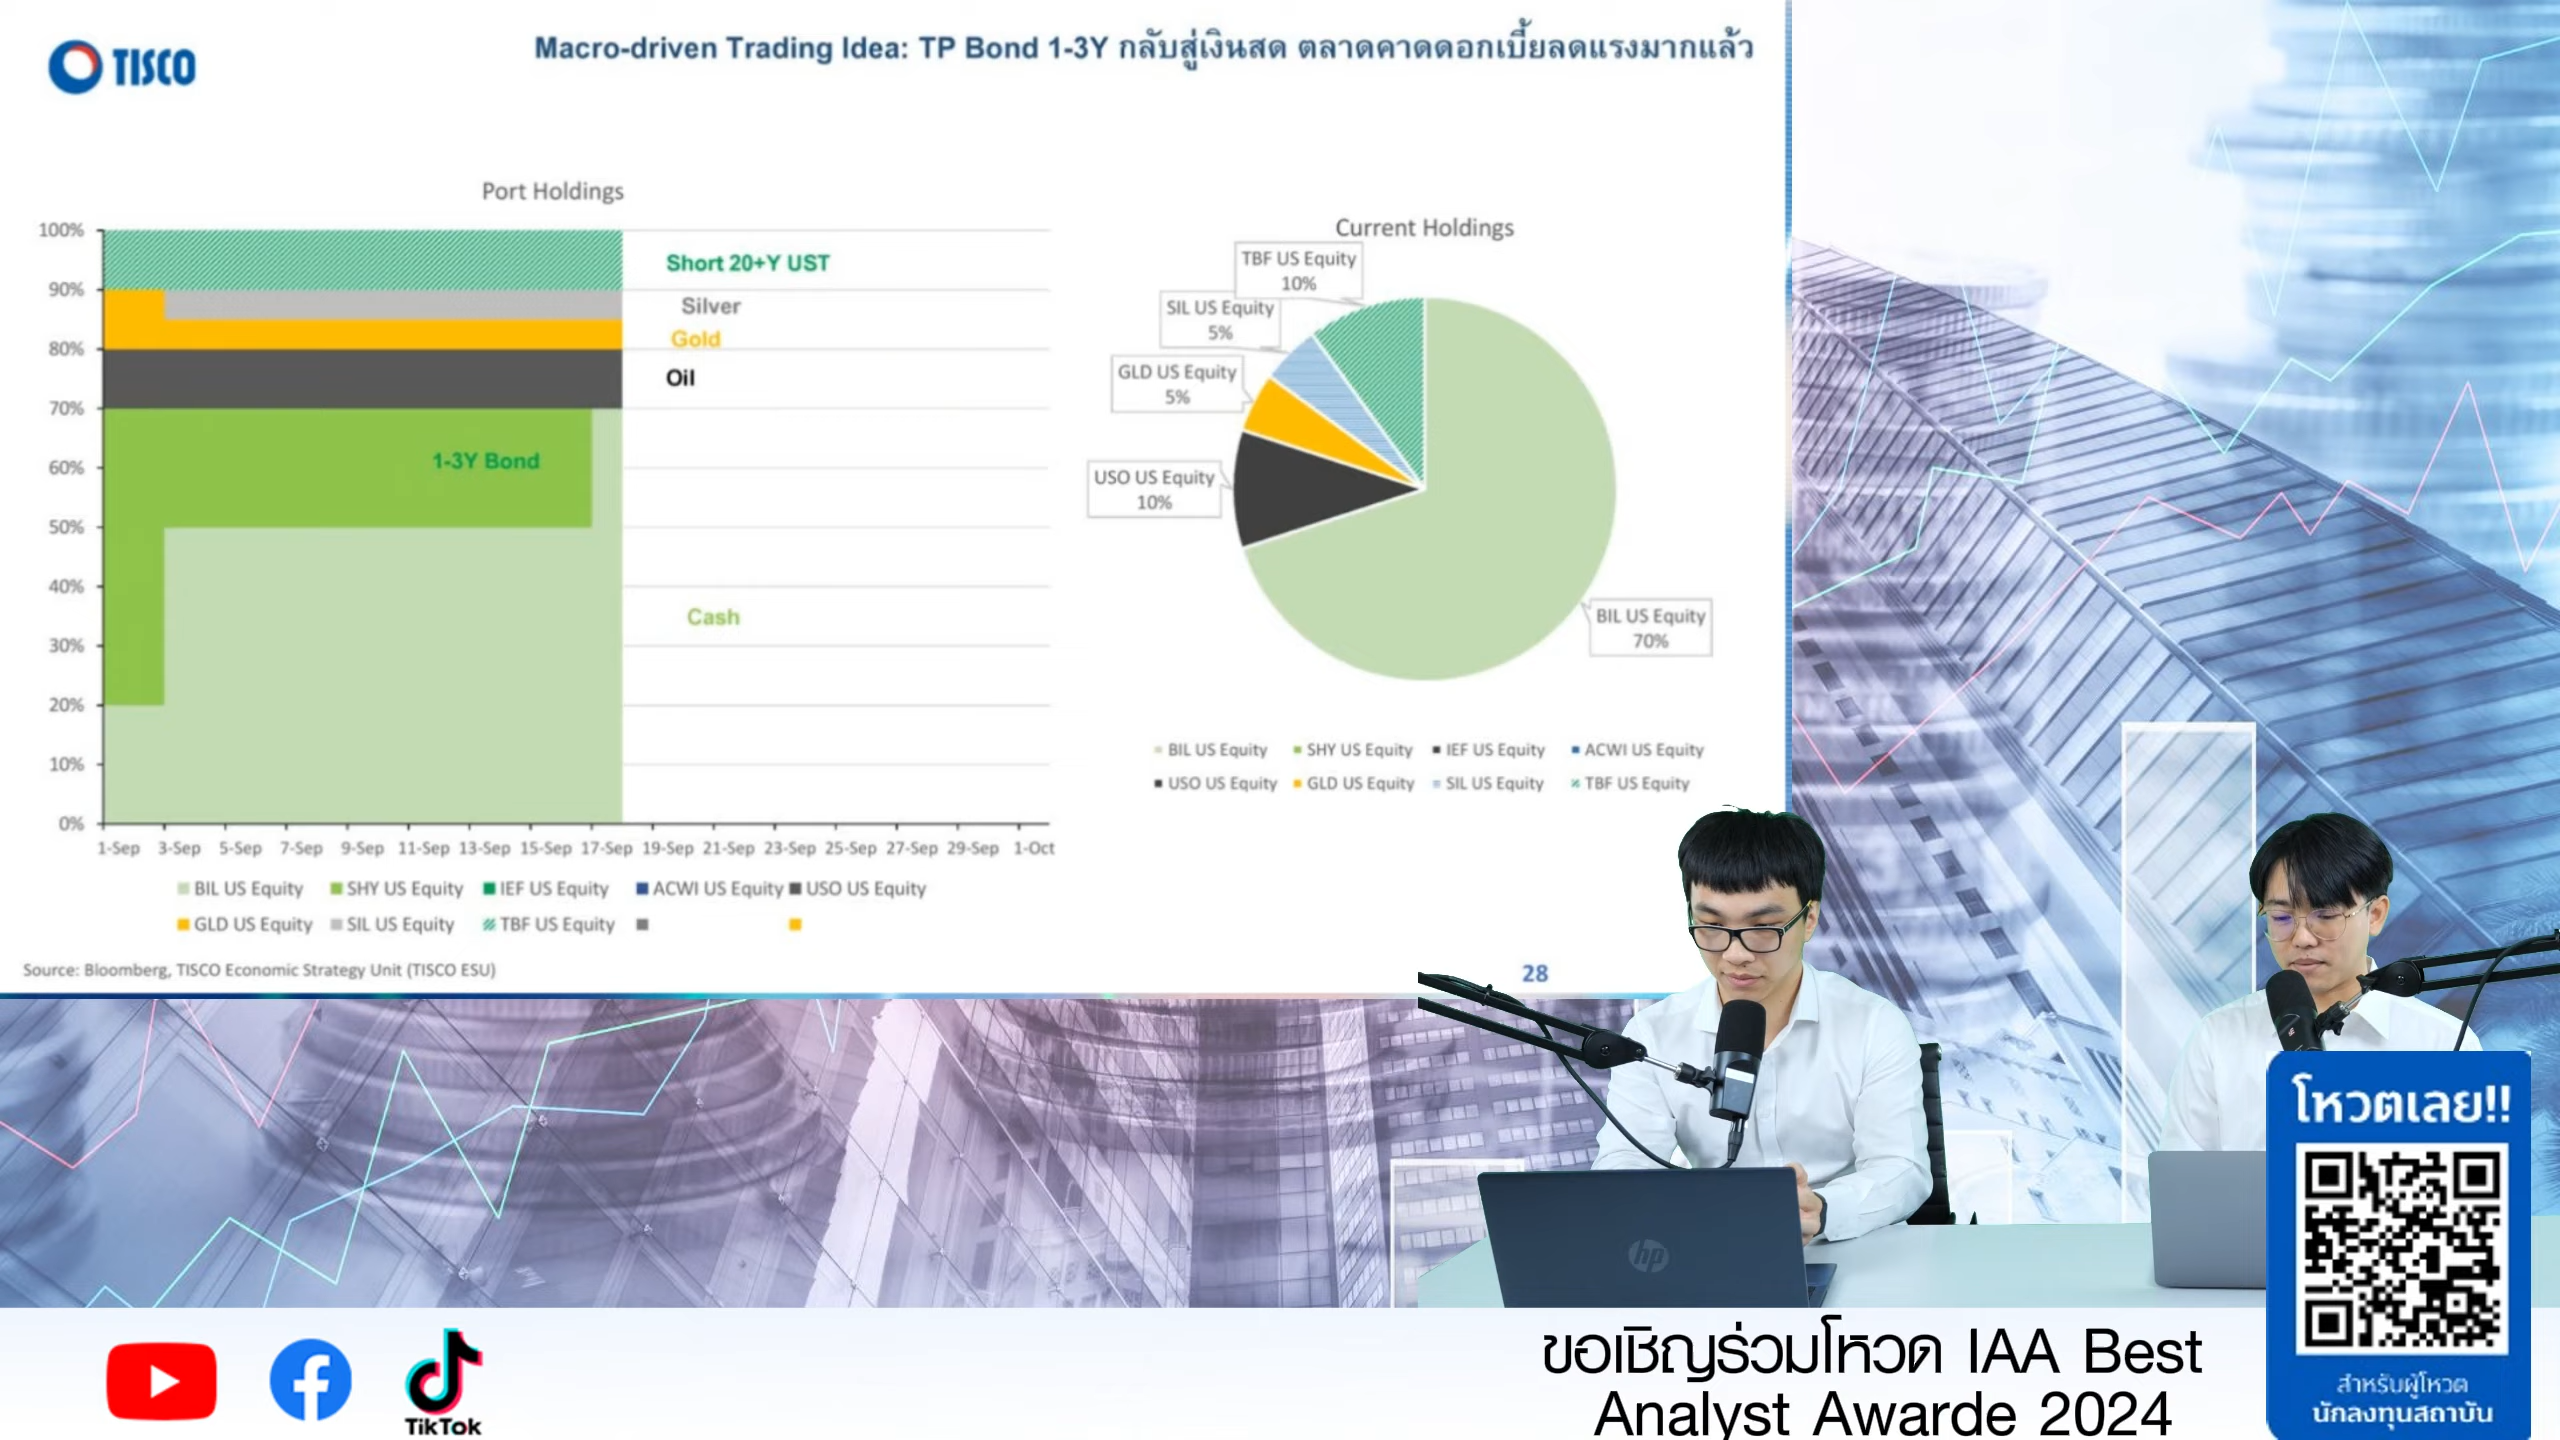 TISCO
Macro-driven Trading Idea: TP Bond 1-3Y กลับสู่เงินสด ตลาดคาดดอกเบี้ยลดแรงมากแล้ว
Port Holdings
100%
90%
80%
70%
60%
50%
40%
30%
20%
10%
0%
Short 20+Y UST
Silver
Gold
Oil
1-3Y Bond
Cash
1-Sep 3-Sep 5-Sep 7-Sep 9-Sep 11-Sep 13-Sep 15-Sep 17-Sep 19-Sep 21-Sep 23-Sep 25-Sep 27-Sep 29-Sep 1-Oct
BIL US Equity SHY US Equity IEF US Equity ACWI US Equity USO US Equity
GLD US Equity SIL US Equity TBF US Equity
Current Holdings
TBF US Equity
10%
SIL US Equity
5%
GLD US Equity
5%
USO US Equity
10%
BIL US Equity
70%
BIL US Equity SHY US Equity IEF US Equity ACWI US Equity
USO US Equity GLD US Equity SIL US Equity TBF US Equity
Source: Bloomberg, TISCO Economic Strategy Unit (TISCO ESU)
28
hp
โหวตเลย!!
สำหรับผู้โหวต
นักลงทุนสถาบัน
TikTok
ขอเชิญร่วมโหวด IAA Best
Analyst Awarde 2024